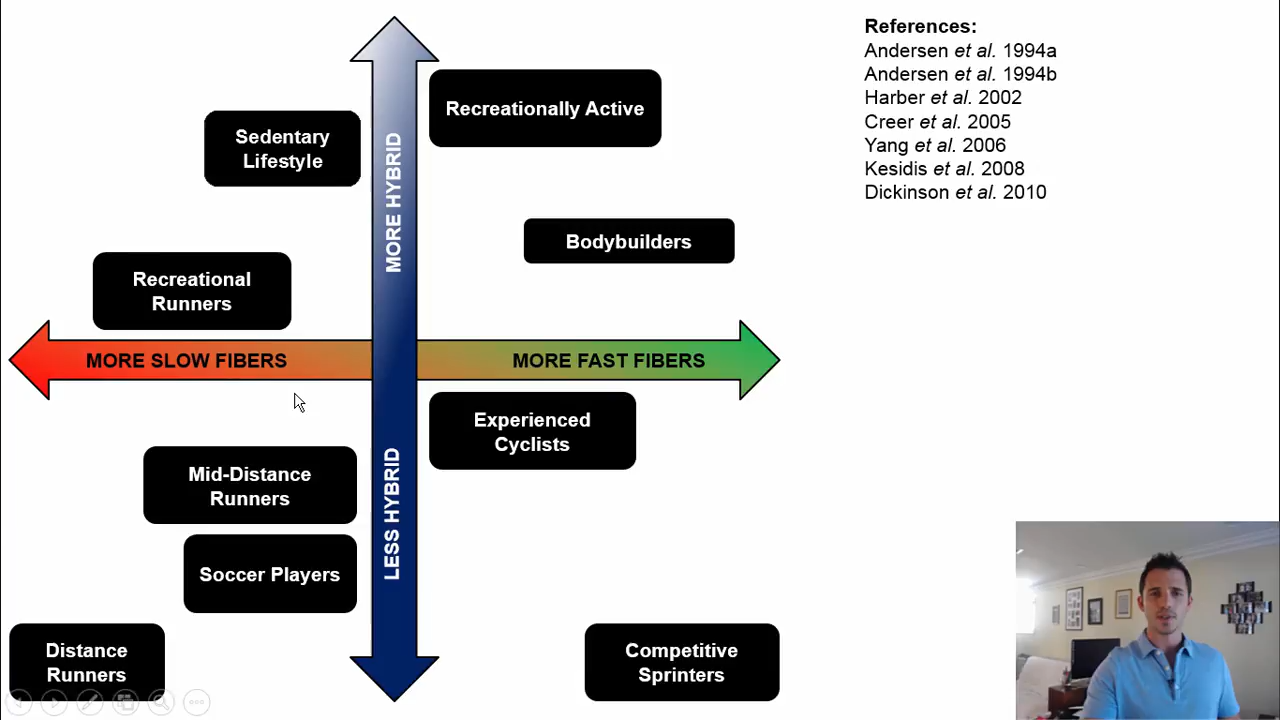 References:
Andersen et al. 1994a
Andersen et al. 1994b
Harber et al. 2002
Creer et al. 2005
Yang et al. 2006
Kesidis et al. 2008
Dickinson et al. 2010
Recreationally Active
Sedentary
Lifestyle
MORE HYBRID
Bodybuilders
Recreational
Runners
MORE SLOW FIBERS
MORE FAST FIBERS
Experienced
Cyclists
Mid-Distance
Runners
LESS HYBRID
Soccer Players
Distance
Runners
Competitive
Sprinters